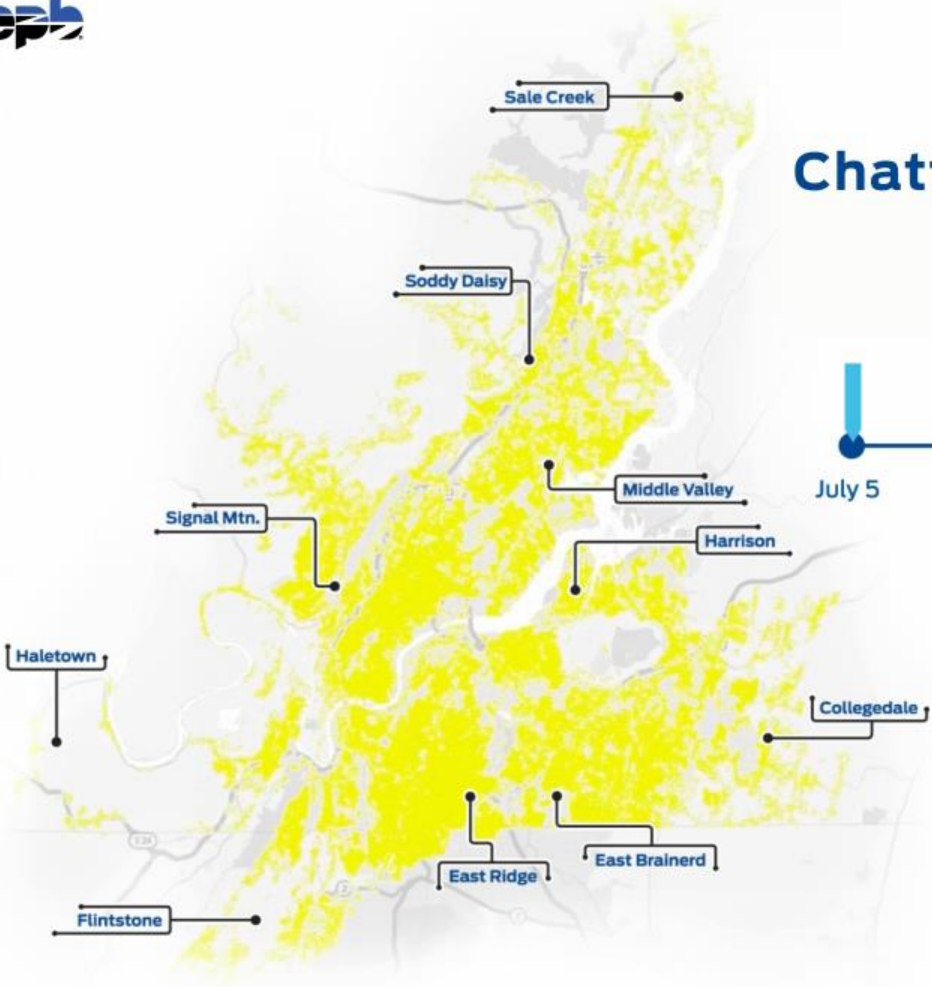 epb
Sale Creek
Chat
Soddy Daisy
July 5
Middle Valley
Signal Mtn.
Harrison
Haletown
Collegedale
East Brainerd
East Ridge
Flintstone